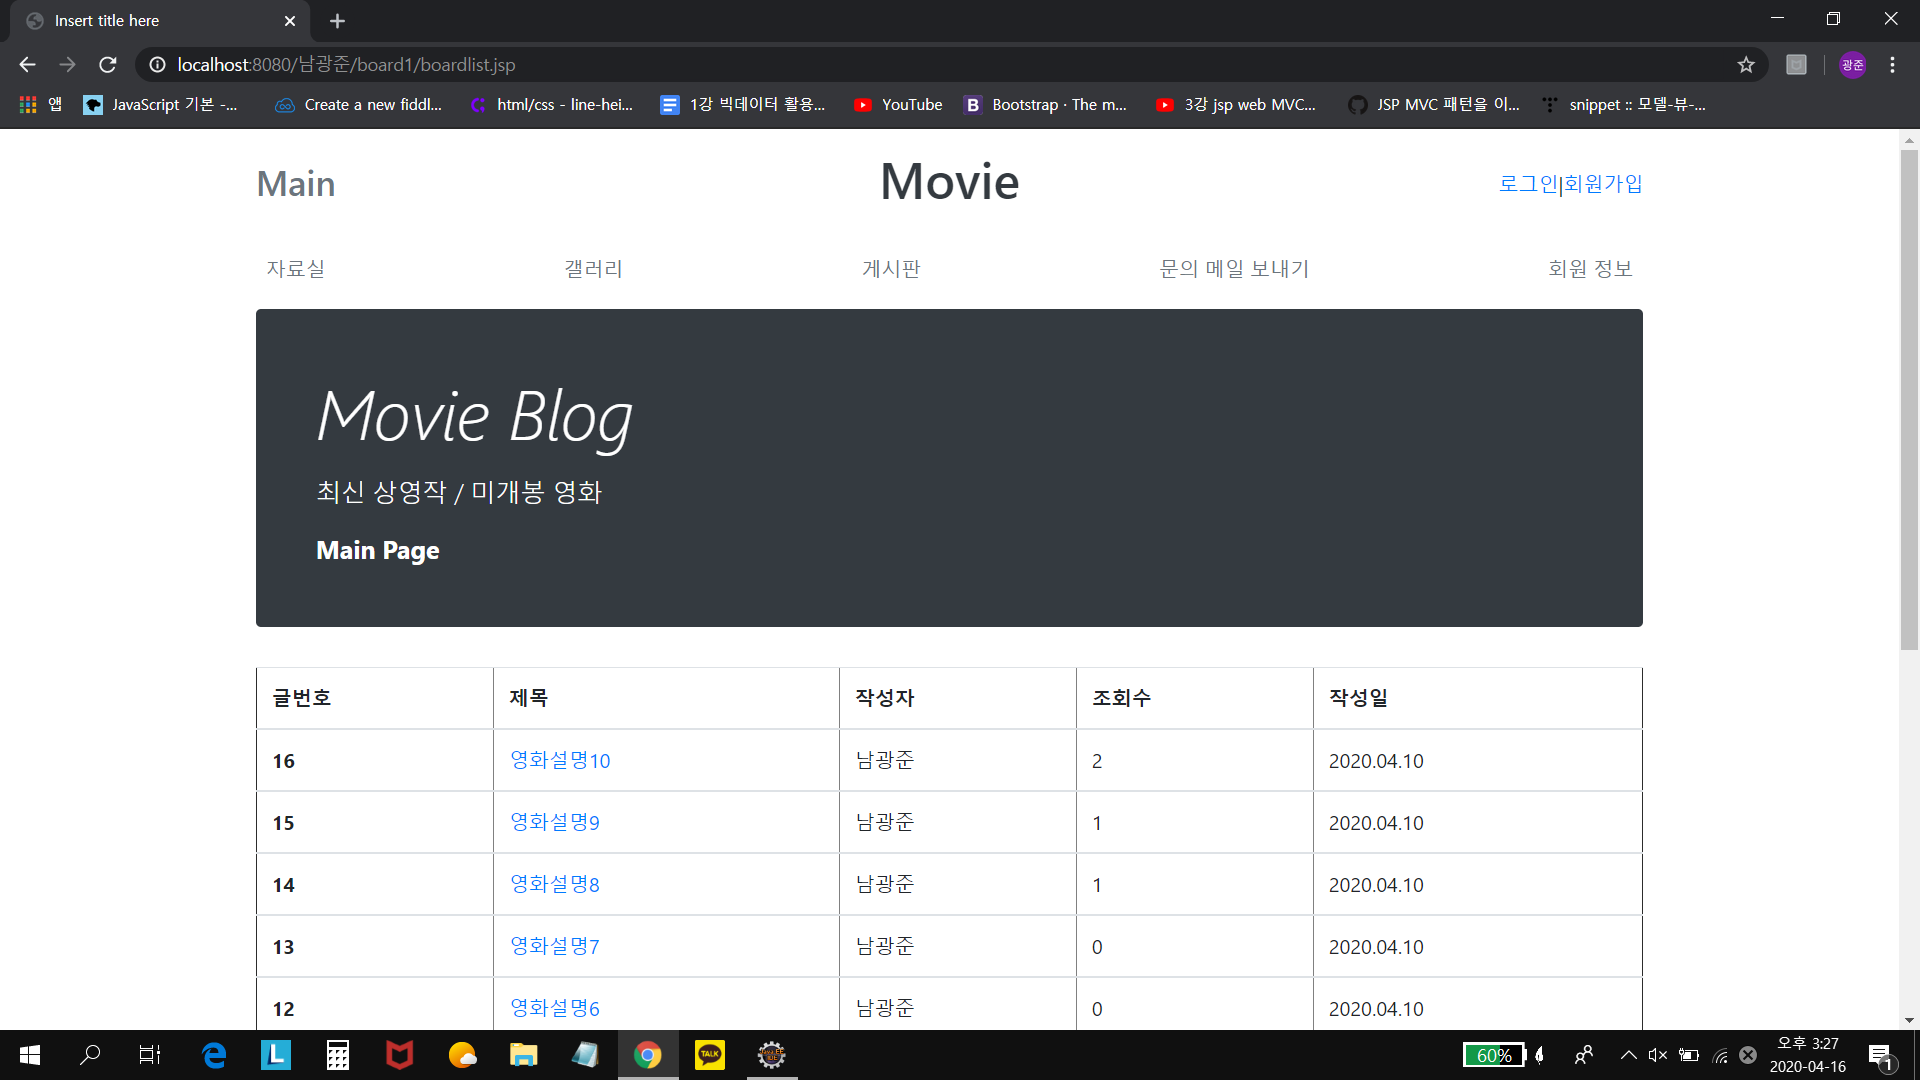 Insert title here
localhost:8080/남광준/board1/boardlist.jsp
광준
앱 JavaScript 기본 -... Create a new fiddl... html/css - line-hei... 1강 빅데이터 활용... YouTube Bootstrap · The m... 3강 jsp web MVC... JSP MVC 패턴을 이... snippet :: 모델-뷰-...
Main Movie 로그인|회원가입
자료실 갤러리 게시판 문의 메일 보내기 회원 정보
Movie Blog
최신 상영작 / 미개봉 영화
Main Page
글번호 제목 작성자 조회수 작성일
16 영화설명10 남광준 2 2020.04.10
15 영화설명9 남광준 1 2020.04.10
14 영화설명8 남광준 1 2020.04.10
13 영화설명7 남광준 0 2020.04.10
12 영화설명6 남광준 0 2020.04.10
L TALK 60% 오후 3:27
2020-04-16 1